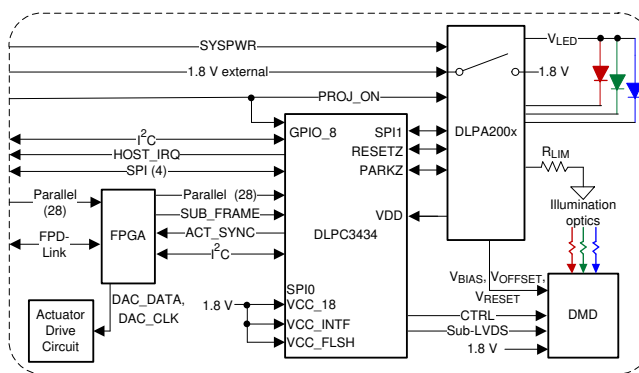 SYSPWR
1.8 V external
PROJ_ON
I2C
HOST_IRQ
SPI (4)
Parallel
(28)
FPD-
Link
FPGA
Parallel (28)
SUB_FRAME
ACT_SYNC
I2C
DAC_DATA,
DAC_CLK
Actuator
Drive
Circuit
GPIO_8
SPI1
RESETZ
PARKZ
VDD
DLPC3434
SPI0
1.8 V
VCC_18
VCC_INTF
VCC_FLSH
DLPA200x
VLED
1.8 V
RLIM
Illumination
optics
VBIAS, VOFFSET,
VRESET
CTRL
Sub-LVDS
1.8 V
DMD